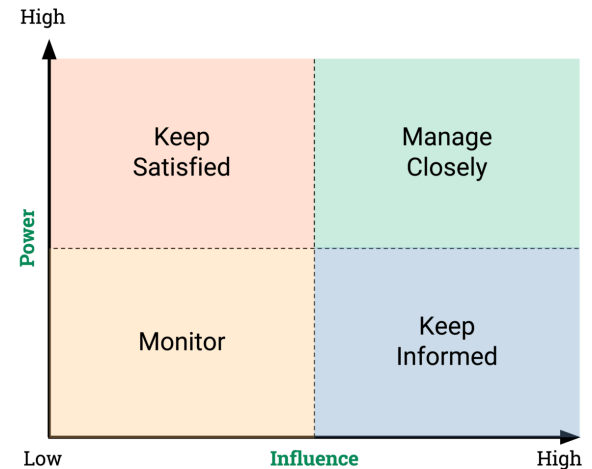 High
Keep
Satisfied
Manage
Closely
Power
Monitor
Keep
Informed
Low
Influence
High